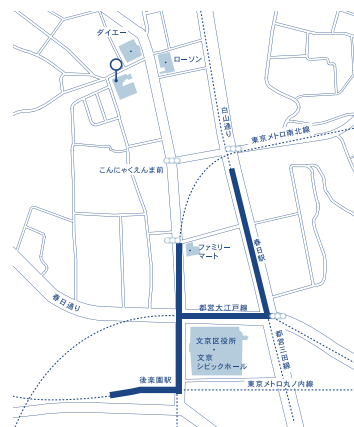 ダイエー
ローソン
白山通り
東京メトロ南北線
こんにゃくえんま前
ファミリー
マート
春日駅
春日通り
都営大江戸線
文京区役所
・
文京
シビックホール
都営三田線
後楽園駅
東京メトロ丸ノ内線